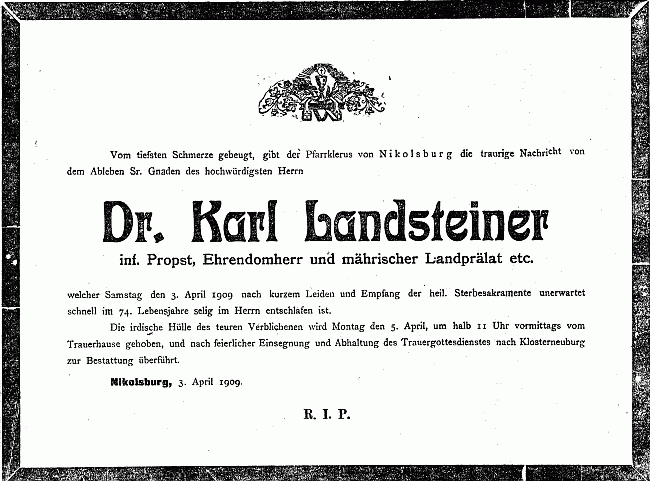 Vom tiefsten Schmerze gebeugt, gibt der Pfarrklerus von Nikolsburg die traurige Nachricht von
dem Ableben Sr. Gnaden des hochwürdigsten Herrn
Dr. Karl Landsteiner
inf. Propst, Ehrendomherr und mährischer Landprälat etc.
welcher Samstag den 3. April 1909 nach kurzem Leiden und Empfang der heil. Sterbesakramente unerwartet
schnell im 74. Lebensjahre selig im Herrn entschlafen ist.
Die irdische Hülle des teuren Verblichenen wird Montag den 5. April, um halb 11 Uhr vormittags vom
Trauerhause gehoben, und nach feierlicher Einsegnung und Abhaltung des Trauergottesdienstes nach Klosterneuburg
zur Bestattung überführt.
Nikolsburg, 3. April 1909.
R. I. P.